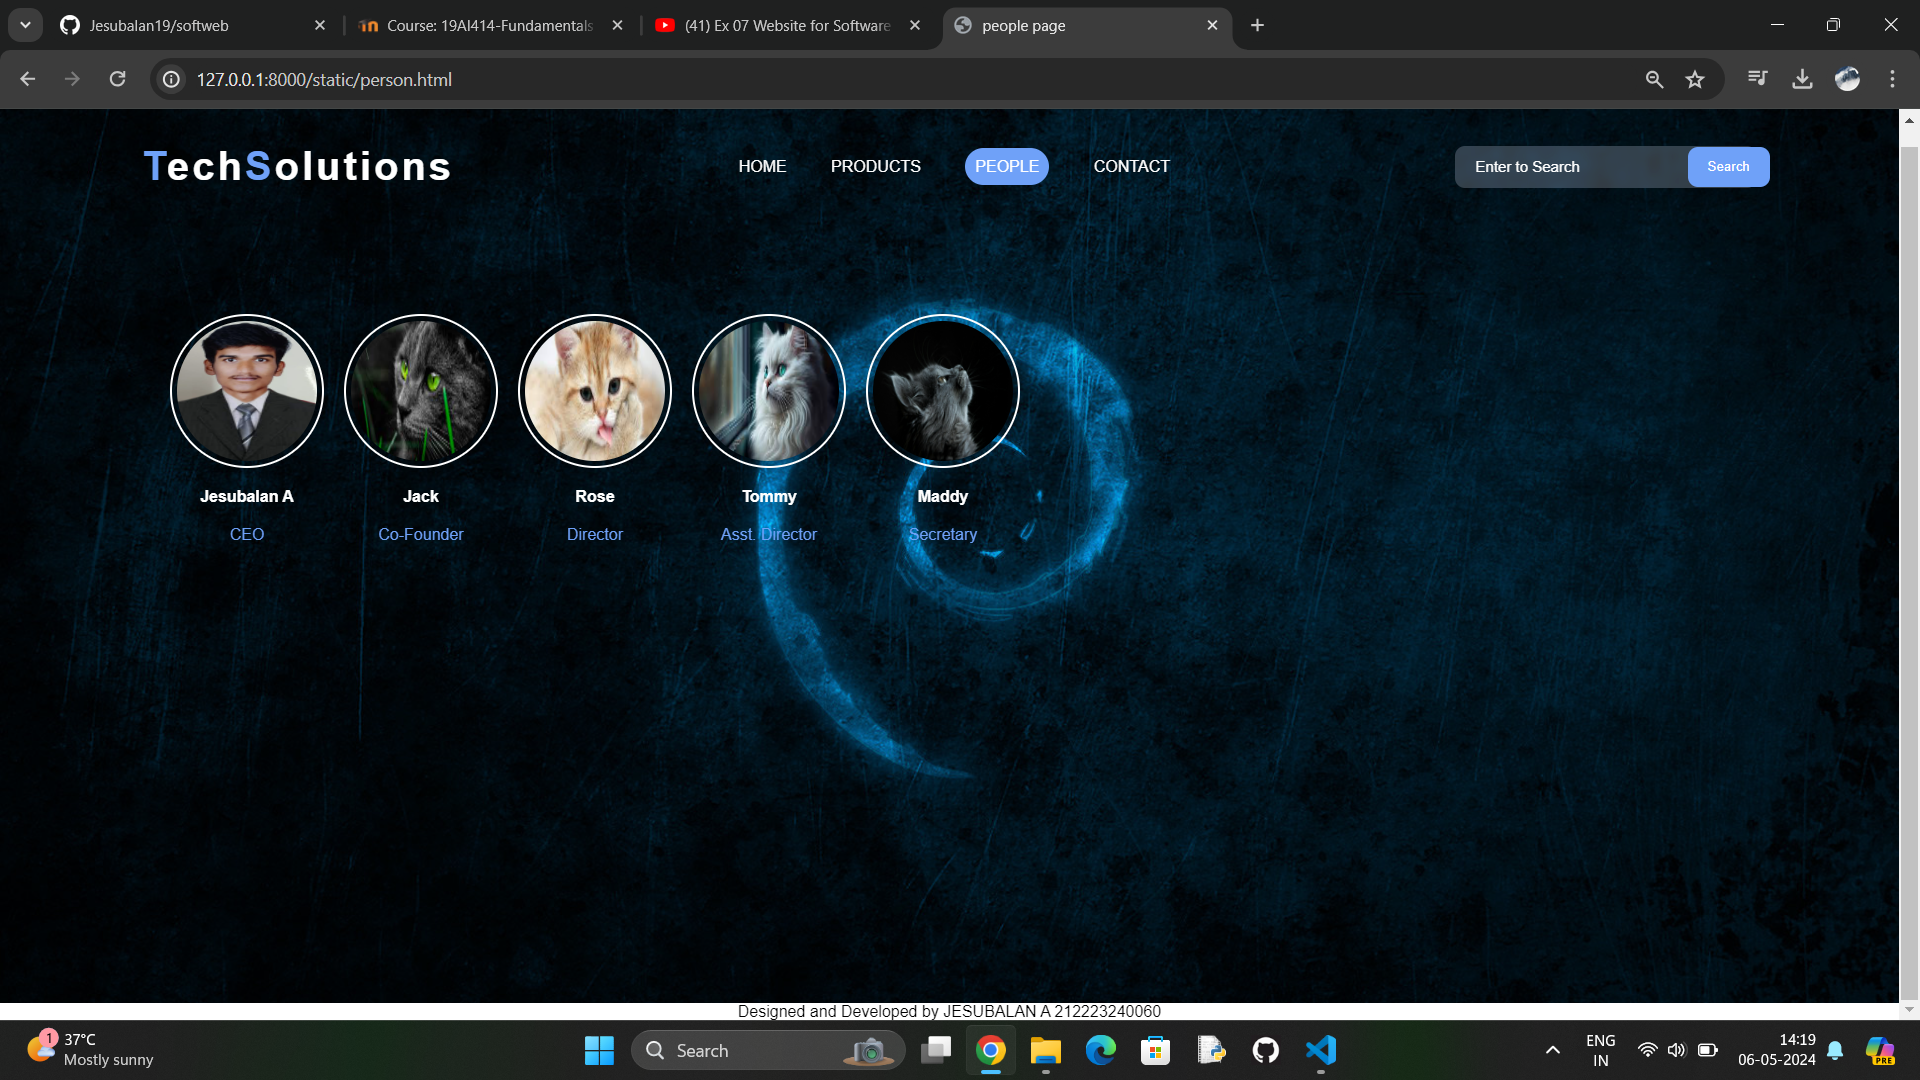 Jesubalan19/softweb
Course: 19AI414-Fundamentals
(41) Ex 07 Website for Software
people page
127.0.0.1:8000/static/person.html
TechSolutions
HOME PRODUCTS PEOPLE CONTACT
Enter to Search Search
Jesubalan A Jack Rose Tommy Maddy
CEO Co-Founder Director Asst. Director Secretary
Designed and Developed by JESUBALAN A 212223240060
1 37°C
Mostly sunny
Search
PRE
ENG
IN
14:19
06-05-2024